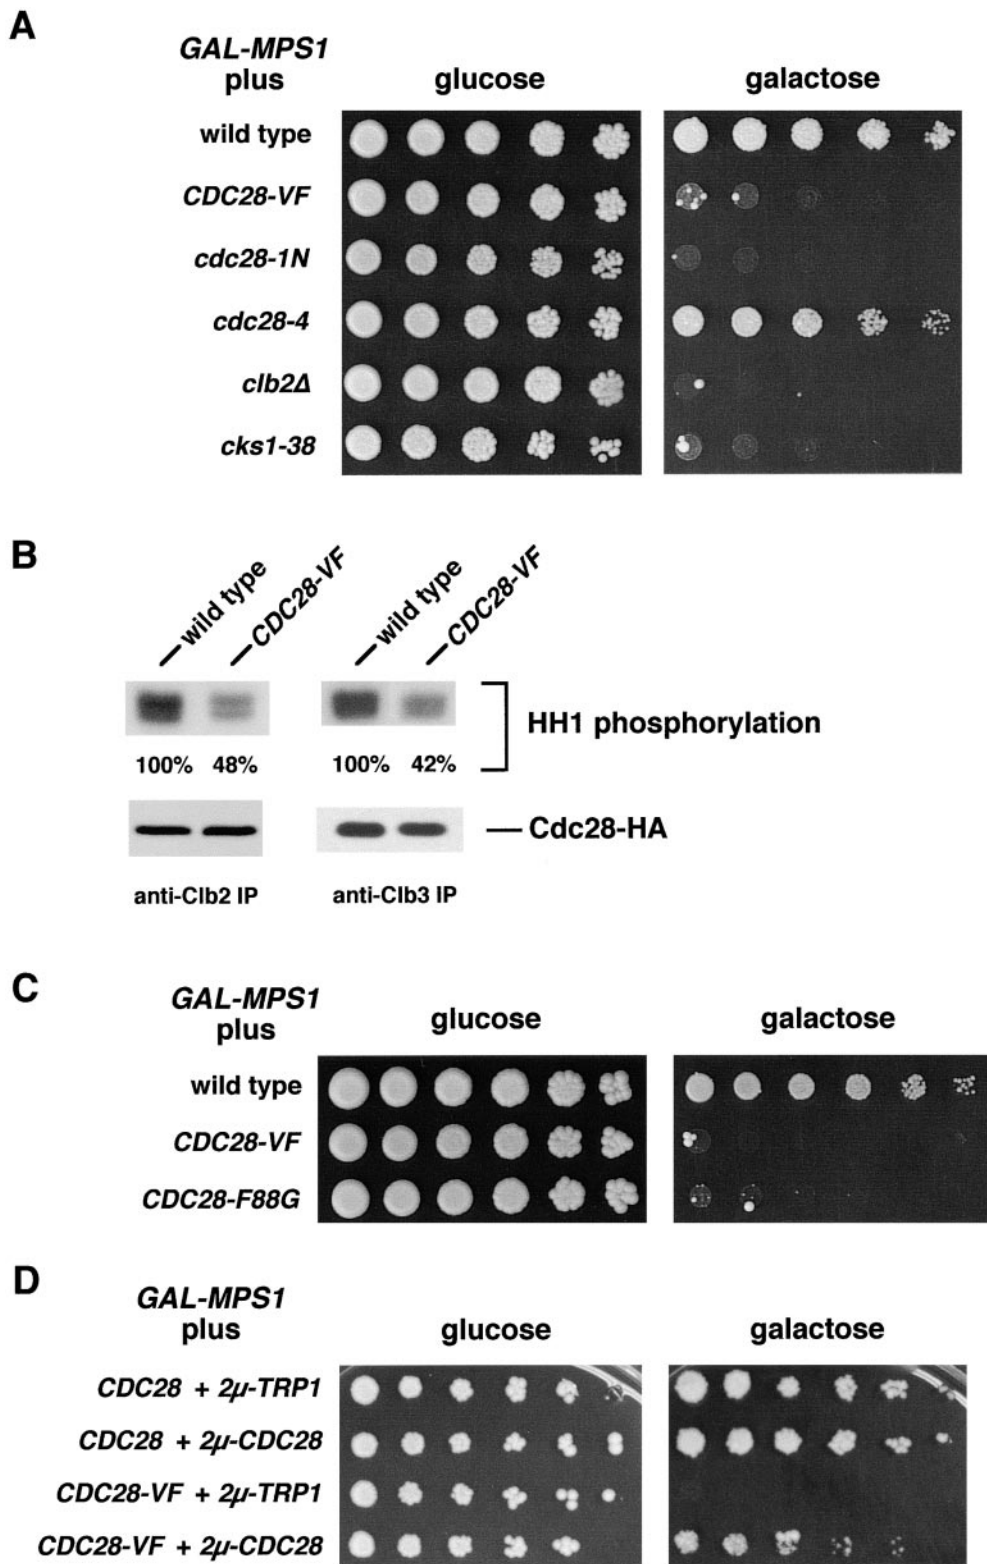 A
GAL-MPS1
plus
glucose
galactose
wild type
CDC28-VF
cdc28-1N
cdc28-4
clb2Δ
cks1-38
B
wild type
CDC28-VF
wild type
CDC28-VF
HH1 phosphorylation
100% 48%
100% 42%
Cdc28-HA
anti-Clb2 IP
anti-Clb3 IP
C
GAL-MPS1
plus
glucose
galactose
wild type
CDC28-VF
CDC28-F88G
D
GAL-MPS1
plus
glucose
galactose
CDC28 + 2µ-TRP1
CDC28 + 2µ-CDC28
CDC28-VF + 2µ-TRP1
CDC28-VF + 2µ-CDC28